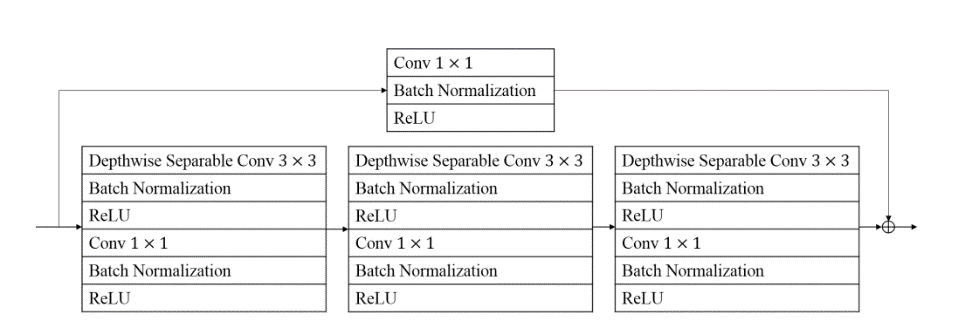 Conv 1 × 1
Batch Normalization
ReLU
Depthwise Separable Conv 3 × 3
Batch Normalization
ReLU
Conv 1 × 1
Batch Normalization
ReLU
Depthwise Separable Conv 3 × 3
Batch Normalization
ReLU
Conv 1 × 1
Batch Normalization
ReLU
Depthwise Separable Conv 3 × 3
Batch Normalization
ReLU
Conv 1 × 1
Batch Normalization
ReLU